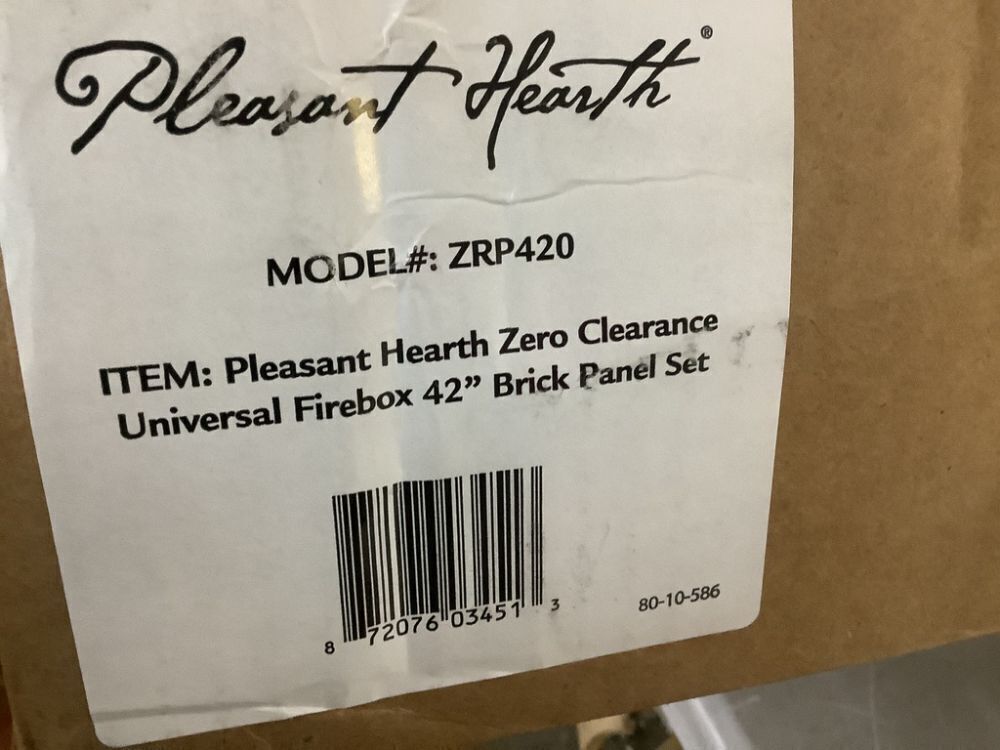 Pleasant Hearth®
MODEL#: ZRP420
ITEM: Pleasant Hearth Zero Clearance
Universal Firebox 42” Brick Panel Set
8 72076 03451 3
80-10-586